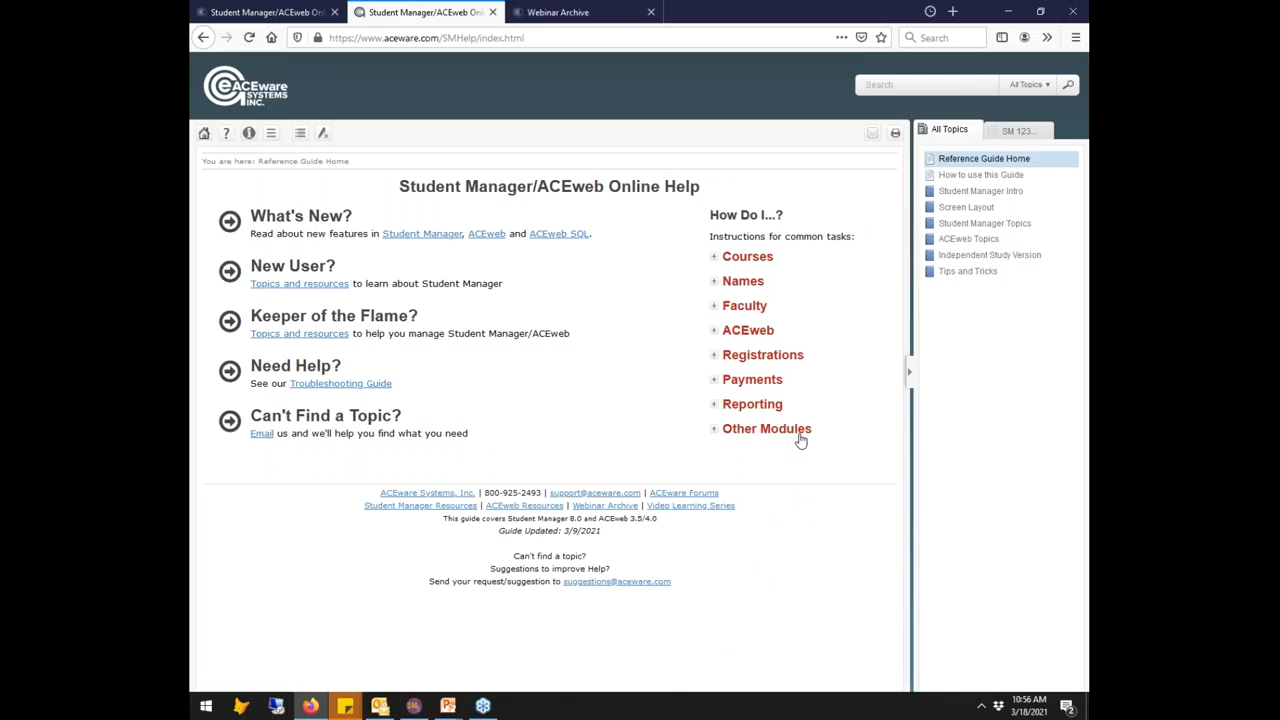 Student Manager/ACEweb Onl
Student Manager/ACEweb Onl
Webinar Archive
https://www.aceware.com/SMHelp/index.html
Search
ACEware
SYSTEMS
INC.
Search
All Topics
You are here: Reference Guide Home
Student Manager/ACEweb Online Help
What's New?
Read about new features in Student Manager, ACEweb and ACEweb SQL.
New User?
Topics and resources to learn about Student Manager
Keeper of the Flame?
Topics and resources to help you manage Student Manager/ACEweb
Need Help?
See our Troubleshooting Guide
Can't Find a Topic?
Email us and we'll help you find what you need
How Do I...?
Instructions for common tasks:
Courses
Names
Faculty
ACEweb
Registrations
Payments
Reporting
Other Modules
ACEware Systems, Inc. | 800-925-2493 | support@aceware.com | ACEware Forums
Student Manager Resources | ACEweb Resources | Webinar Archive | Video Learning Series
This guide covers Student Manager 8.0 and ACEweb 3.5/4.0
Guide Updated: 3/9/2021
Can't find a topic?
Suggestions to improve Help?
Send your request/suggestion to suggestions@aceware.com
All Topics
SM 123...
Reference Guide Home
How to use this Guide
Student Manager Intro
Screen Layout
Student Manager Topics
ACEweb Topics
Independent Study Version
Tips and Tricks
10:56 AM
3/18/2021
2